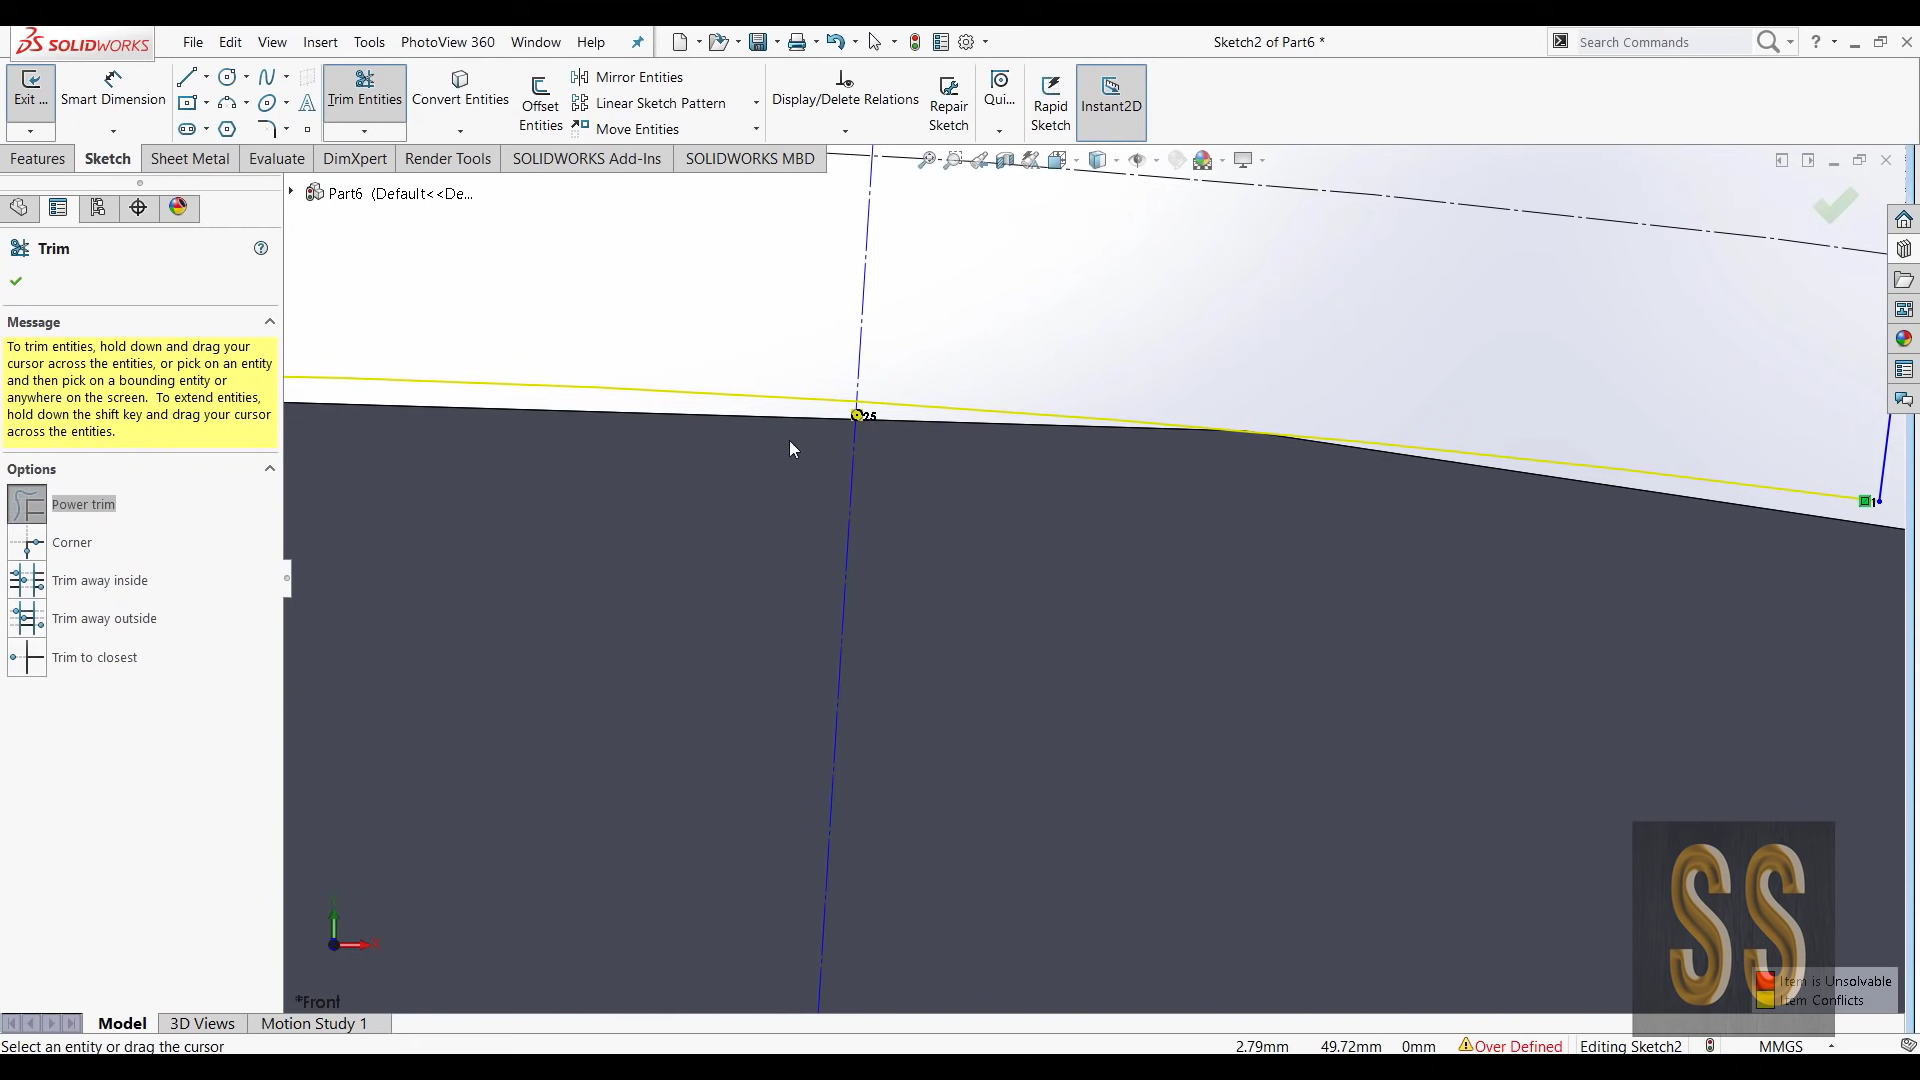 SOLIDWORKS
File Edit View Insert Tools PhotoView 360 Window Help
Sketch2 of Part6 *
Search Commands
Exit ...
Smart Dimension
Trim Entities
Convert Entities
Offset Entities
Mirror Entities
Linear Sketch Pattern
Move Entities
Display/Delete Relations
Repair Sketch
Qui...
Rapid Sketch
Instant2D
Features Sketch Sheet Metal Evaluate DimXpert Render Tools SOLIDWORKS Add-Ins SOLIDWORKS MBD
Part6 (Default<<De...
Trim
Message
To trim entities, hold down and drag your
cursor across the entities, or pick on an entity
and then pick on a bounding entity or
anywhere on the screen. To extend entities,
hold down the shift key and drag your cursor
across the entities.
Options
Power trim
Corner
Trim away inside
Trim away outside
Trim to closest
25
1
X
*Front
SS
Item is Unsolvable
Item Conflicts
Model 3D Views Motion Study 1
Select an entity or drag the cursor
2.79mm 49.72mm 0mm Over Defined Editing Sketch2 MMGS